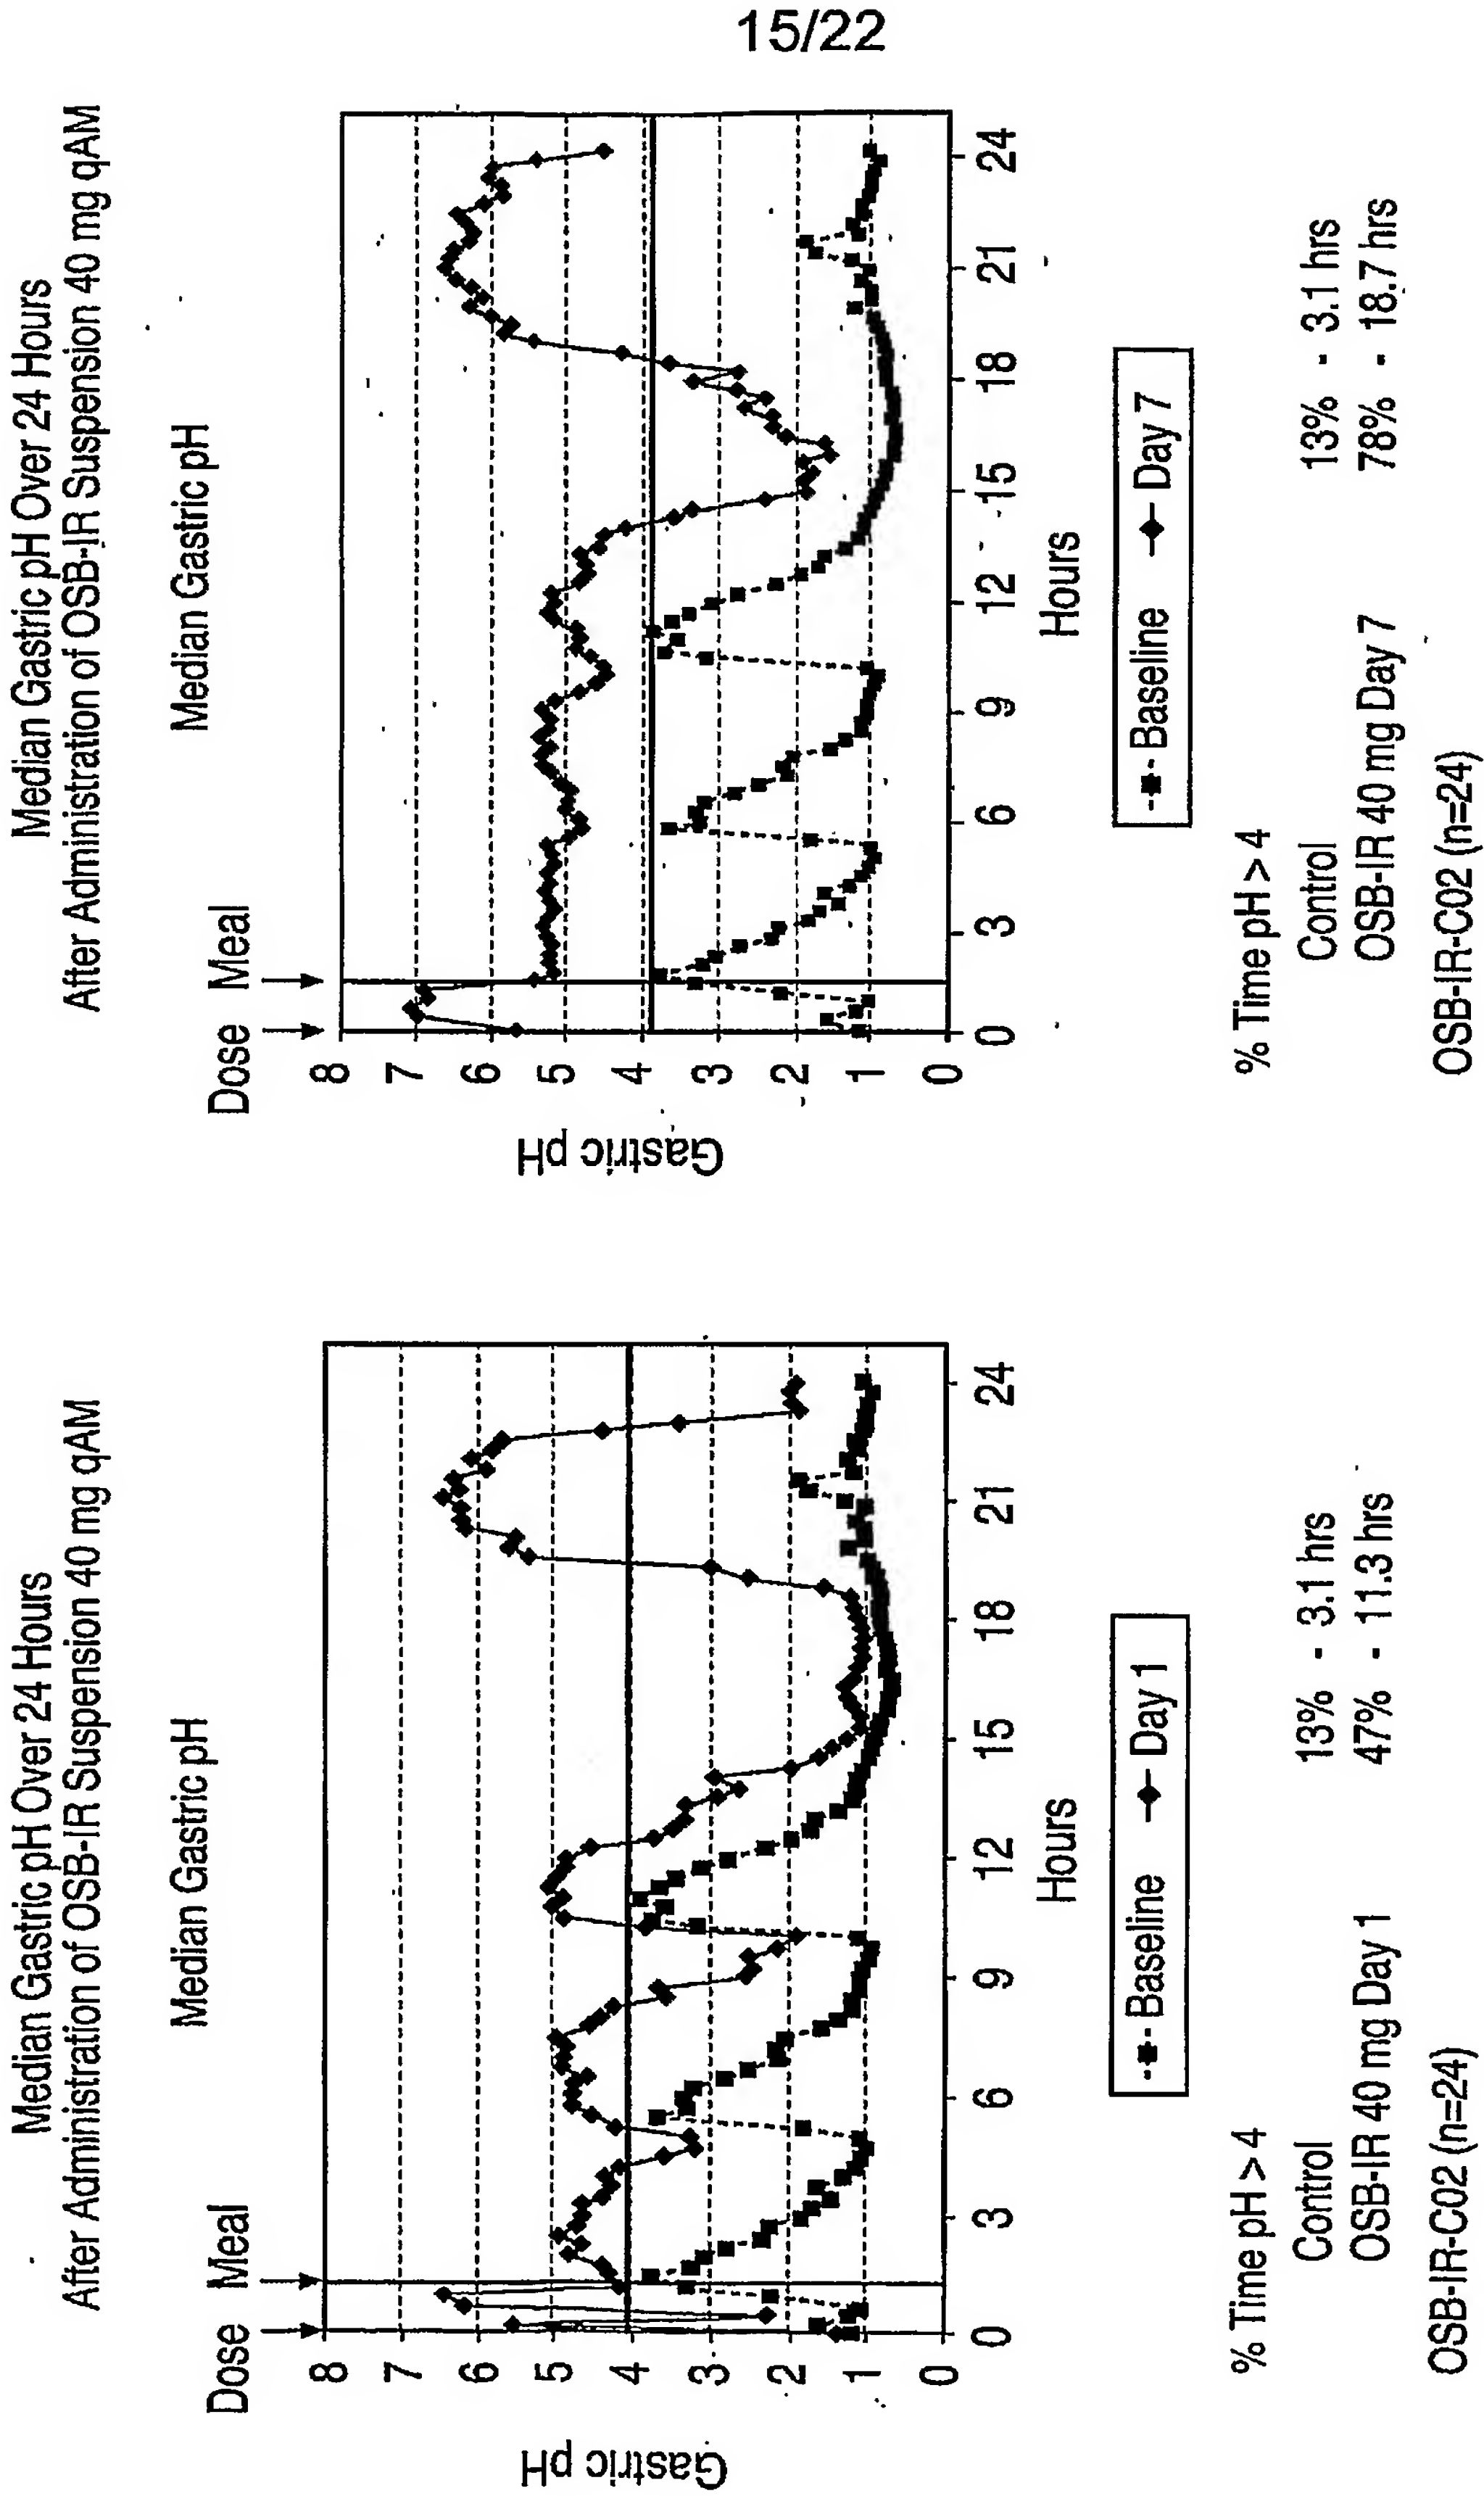 15/22
Median Gastric pH Over 24 Hours
After Administration of OSB-IR Suspension 40 mg qAM
Median Gastric pH
Dose Meal
Gastric pH
8
7
6
5
4
3
2
1
0
0 3 6 9 12 15 18 21 24
Hours
Baseline Day 1
% Time pH > 4
Control 13% - 3.1 hrs
OSB-IR 40 mg Day 1 47% - 11.3 hrs
OSB-IR-C02 (n=24)
Median Gastric pH Over 24 Hours
After Administration of OSB-IR Suspension 40 mg qAM
Median Gastric pH
Dose Meal
Gastric pH
8
7
6
5
4
3
2
1
0
0 3 6 9 12 15 18 21 24
Hours
Baseline Day 7
% Time pH > 4
Control 13% - 3.1 hrs
OSB-IR 40 mg Day 7 78% - 18.7 hrs
OSB-IR-C02 (n=24)